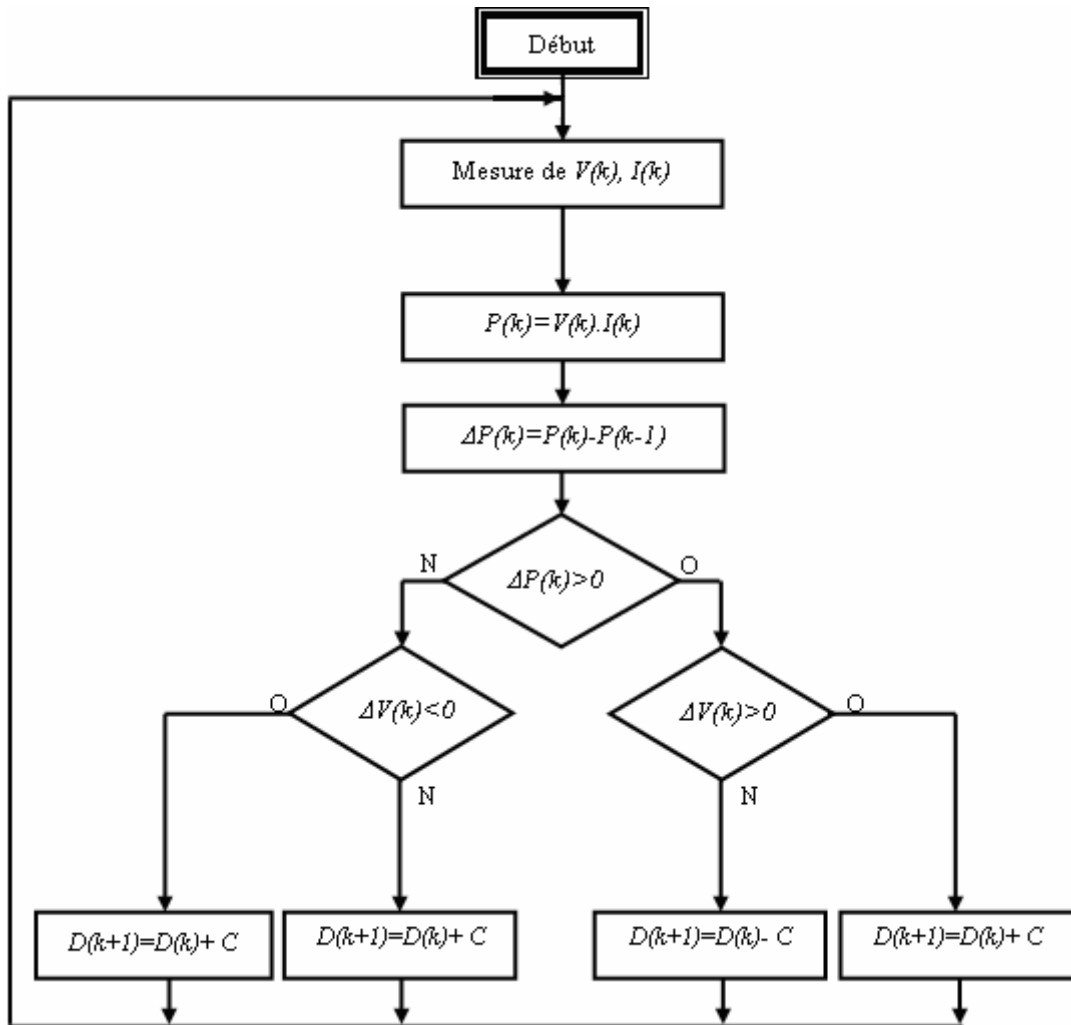 Début
Mesure de V(k), I(k)
P(k)=V(k).I(k)
ΔP(k)=P(k)-P(k-1)
N
ΔP(k)>0
O
O
ΔV(k)<0
N
ΔV(k)>0
O
N
D(k+1)=D(k)+ C
D(k+1)=D(k)+ C
D(k+1)=D(k)- C
D(k+1)=D(k)+ C